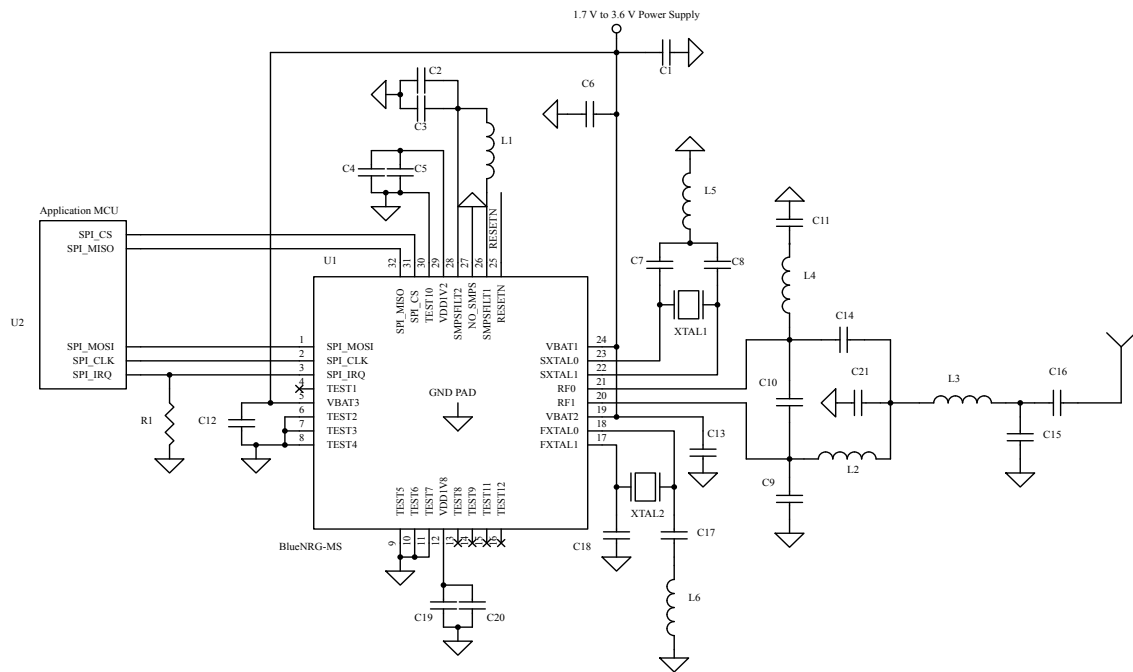 1.7 V to 3.6 V Power Supply
C1
C2
C3
C6
L1
C4
C5
L5
C11
Application MCU
SPI_CS
SPI_MISO
RESETN
U1
32
31
30
29
28
27
26
25
C7
C8
L4
SPI_MISO
SPI_CS
TEST10
VDD1V2
SMPSFILT2
NO_SMPS
SMPSFILT1
RESETN
XTAL1
C14
U2
SPI_MOSI
SPI_CLK
SPI_IRQ
1
2
3
4
5
6
7
8
SPI_MOSI
SPI_CLK
SPI_IRQ
TEST1
VBAT3
TEST2
TEST3
TEST4
GND PAD
VBAT1
SXTAL0
SXTAL1
RF0
RF1
VBAT2
FXTAL0
FXTAL1
24
23
22
21
20
19
18
17
C10
C21
L3
C16
R1
C12
C13
C15
L2
C9
TEST5
TEST6
TEST7
VDD1V8
TEST8
TEST9
TEST11
TEST12
XTAL2
9
10
11
12
13
14
15
16
BlueNRG-MS
C18
C17
C19
C20
L6